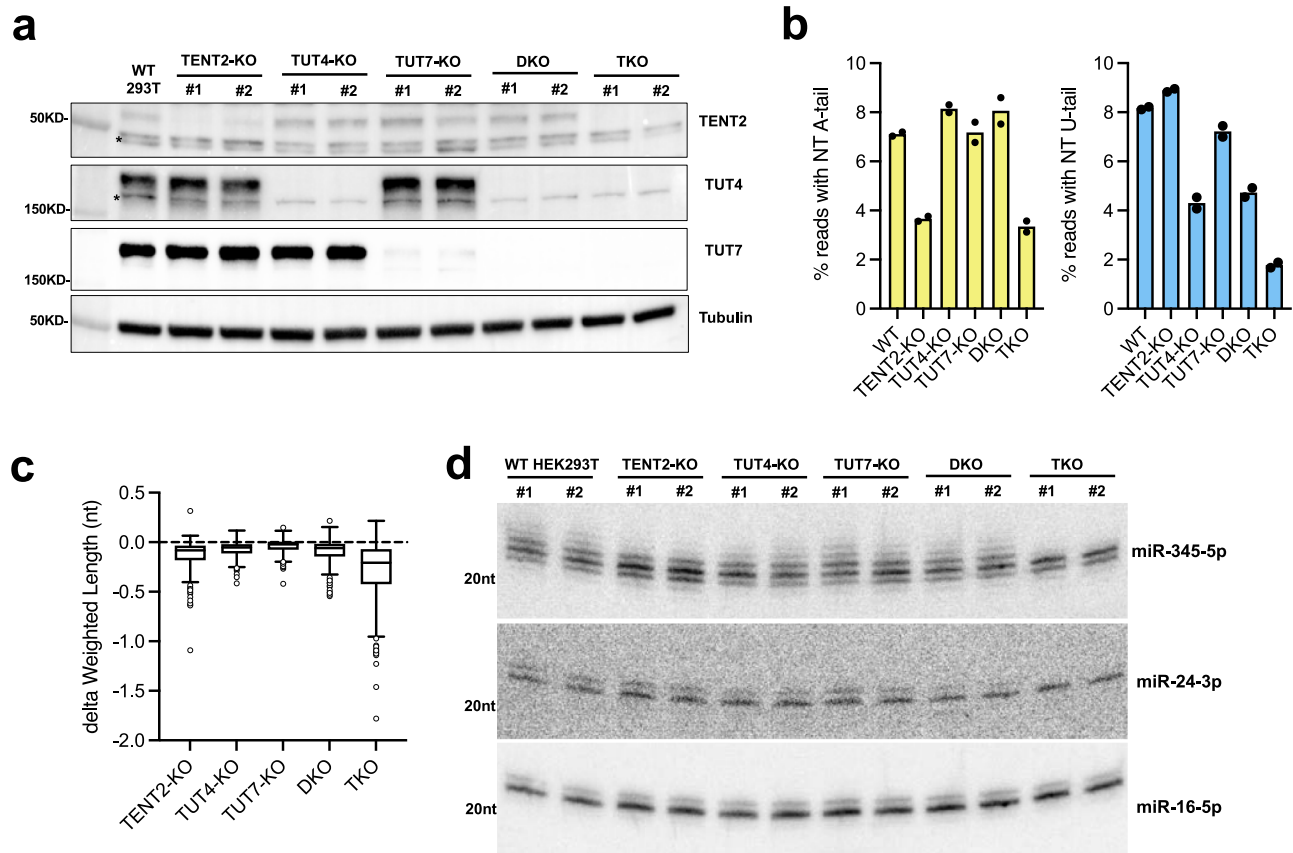 a
WT
293T
TENT2-KO
TUT4-KO
TUT7-KO
DKO
TKO
#1 #2 #1 #2 #1 #2 #1 #2 #1 #2
50KD-
*
TENT2
*
150KD-
TUT4
150KD-
TUT7
50KD-
Tubulin
b
% reads with NT A-tail
8
6
4
2
0
WT
TENT2-KO
TUT4-KO
TUT7-KO
DKO
TKO
% reads with NT U-tail
10
8
6
4
2
0
WT
TENT2-KO
TUT4-KO
TUT7-KO
DKO
TKO
c
delta Weighted Length (nt)
0.5
0.0
-0.5
-1.0
-1.5
-2.0
TENT2-KO
TUT4-KO
TUT7-KO
DKO
TKO
d
WT HEK293T TENT2-KO TUT4-KO TUT7-KO DKO TKO
#1 #2 #1 #2 #1 #2 #1 #2 #1 #2 #1 #2
20nt
miR-345-5p
20nt
miR-24-3p
20nt
miR-16-5p